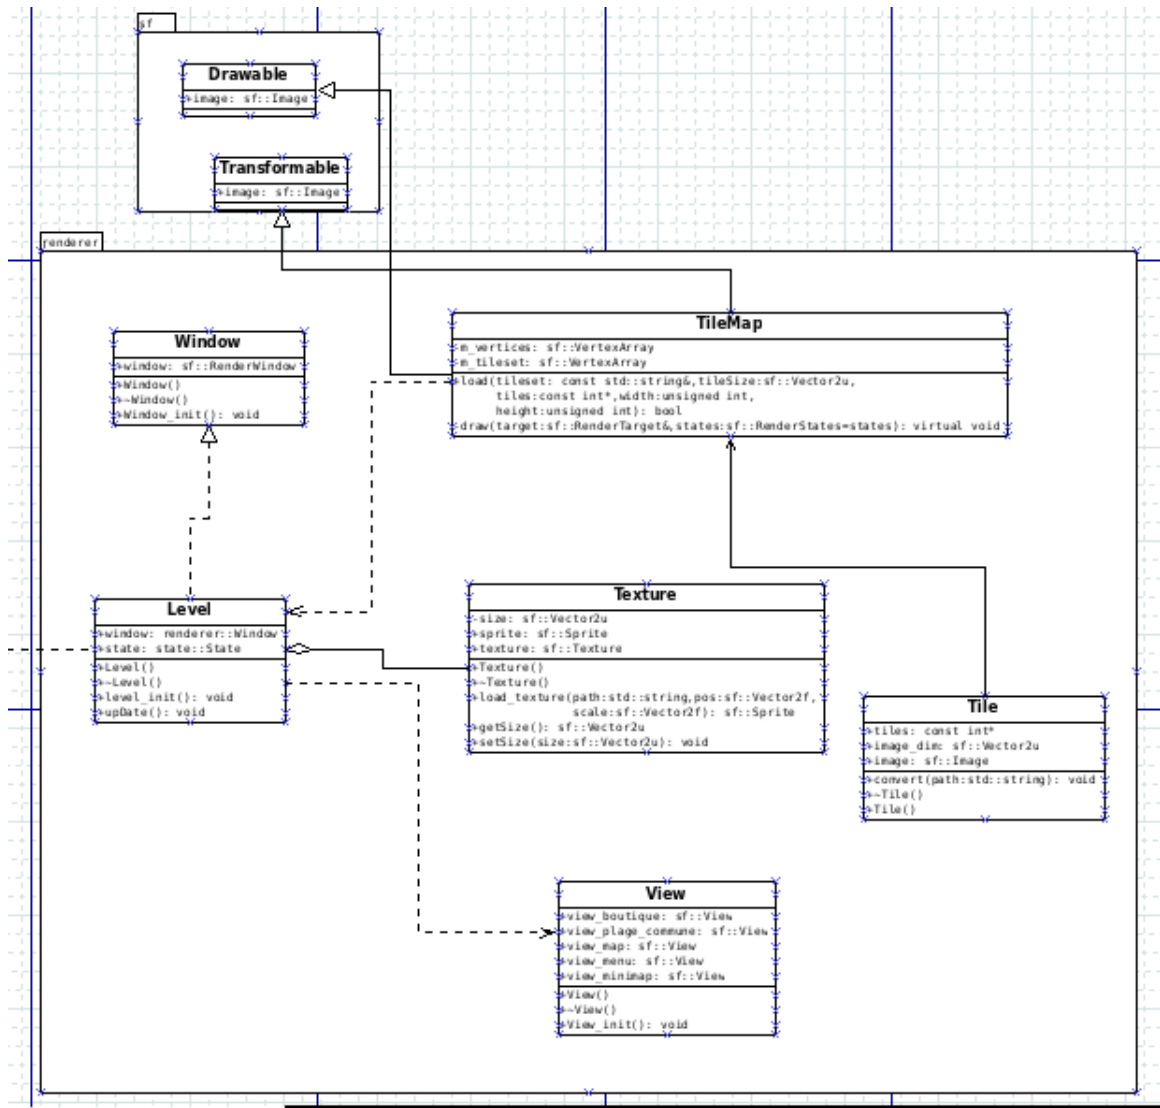 sf
Drawable
+image: sf::Image
Transformable
+image: sf::Image
renderer
Window
+window: sf::RenderWindow
+Window()
+~Window()
+Window_init(): void
TileMap
-m_vertices: sf::VertexArray
-m_tileset: sf::VertexArray
+load(tileset: const std::string&,tileSize:sf::Vector2u,
tiles:const int*,width:unsigned int,
height:unsigned int): bool
-draw(target:sf::RenderTarget&,states:sf::RenderStates=states): virtual void
Level
+window: renderer::Window
+state: state::State
+Level()
+~Level()
+level_init(): void
+upDate(): void
Texture
-size: sf::Vector2u
+sprite: sf::Sprite
+texture: sf::Texture
+Texture()
+~Texture()
+load_texture(path:std::string,pos:sf::Vector2f,
scale:sf::Vector2f): sf::Sprite
+getSize(): sf::Vector2u
+setSize(size:sf::Vector2u): void
Tile
+tiles: const int*
+image_dim: sf::Vector2u
+image: sf::Image
+convert(path:std::string): void
+~Tile()
+Tile()
View
+view_boutique: sf::View
+view_plage_commune: sf::View
+view_map: sf::View
+view_menu: sf::View
+view_minimap: sf::View
+View()
+~View()
+View_init(): void